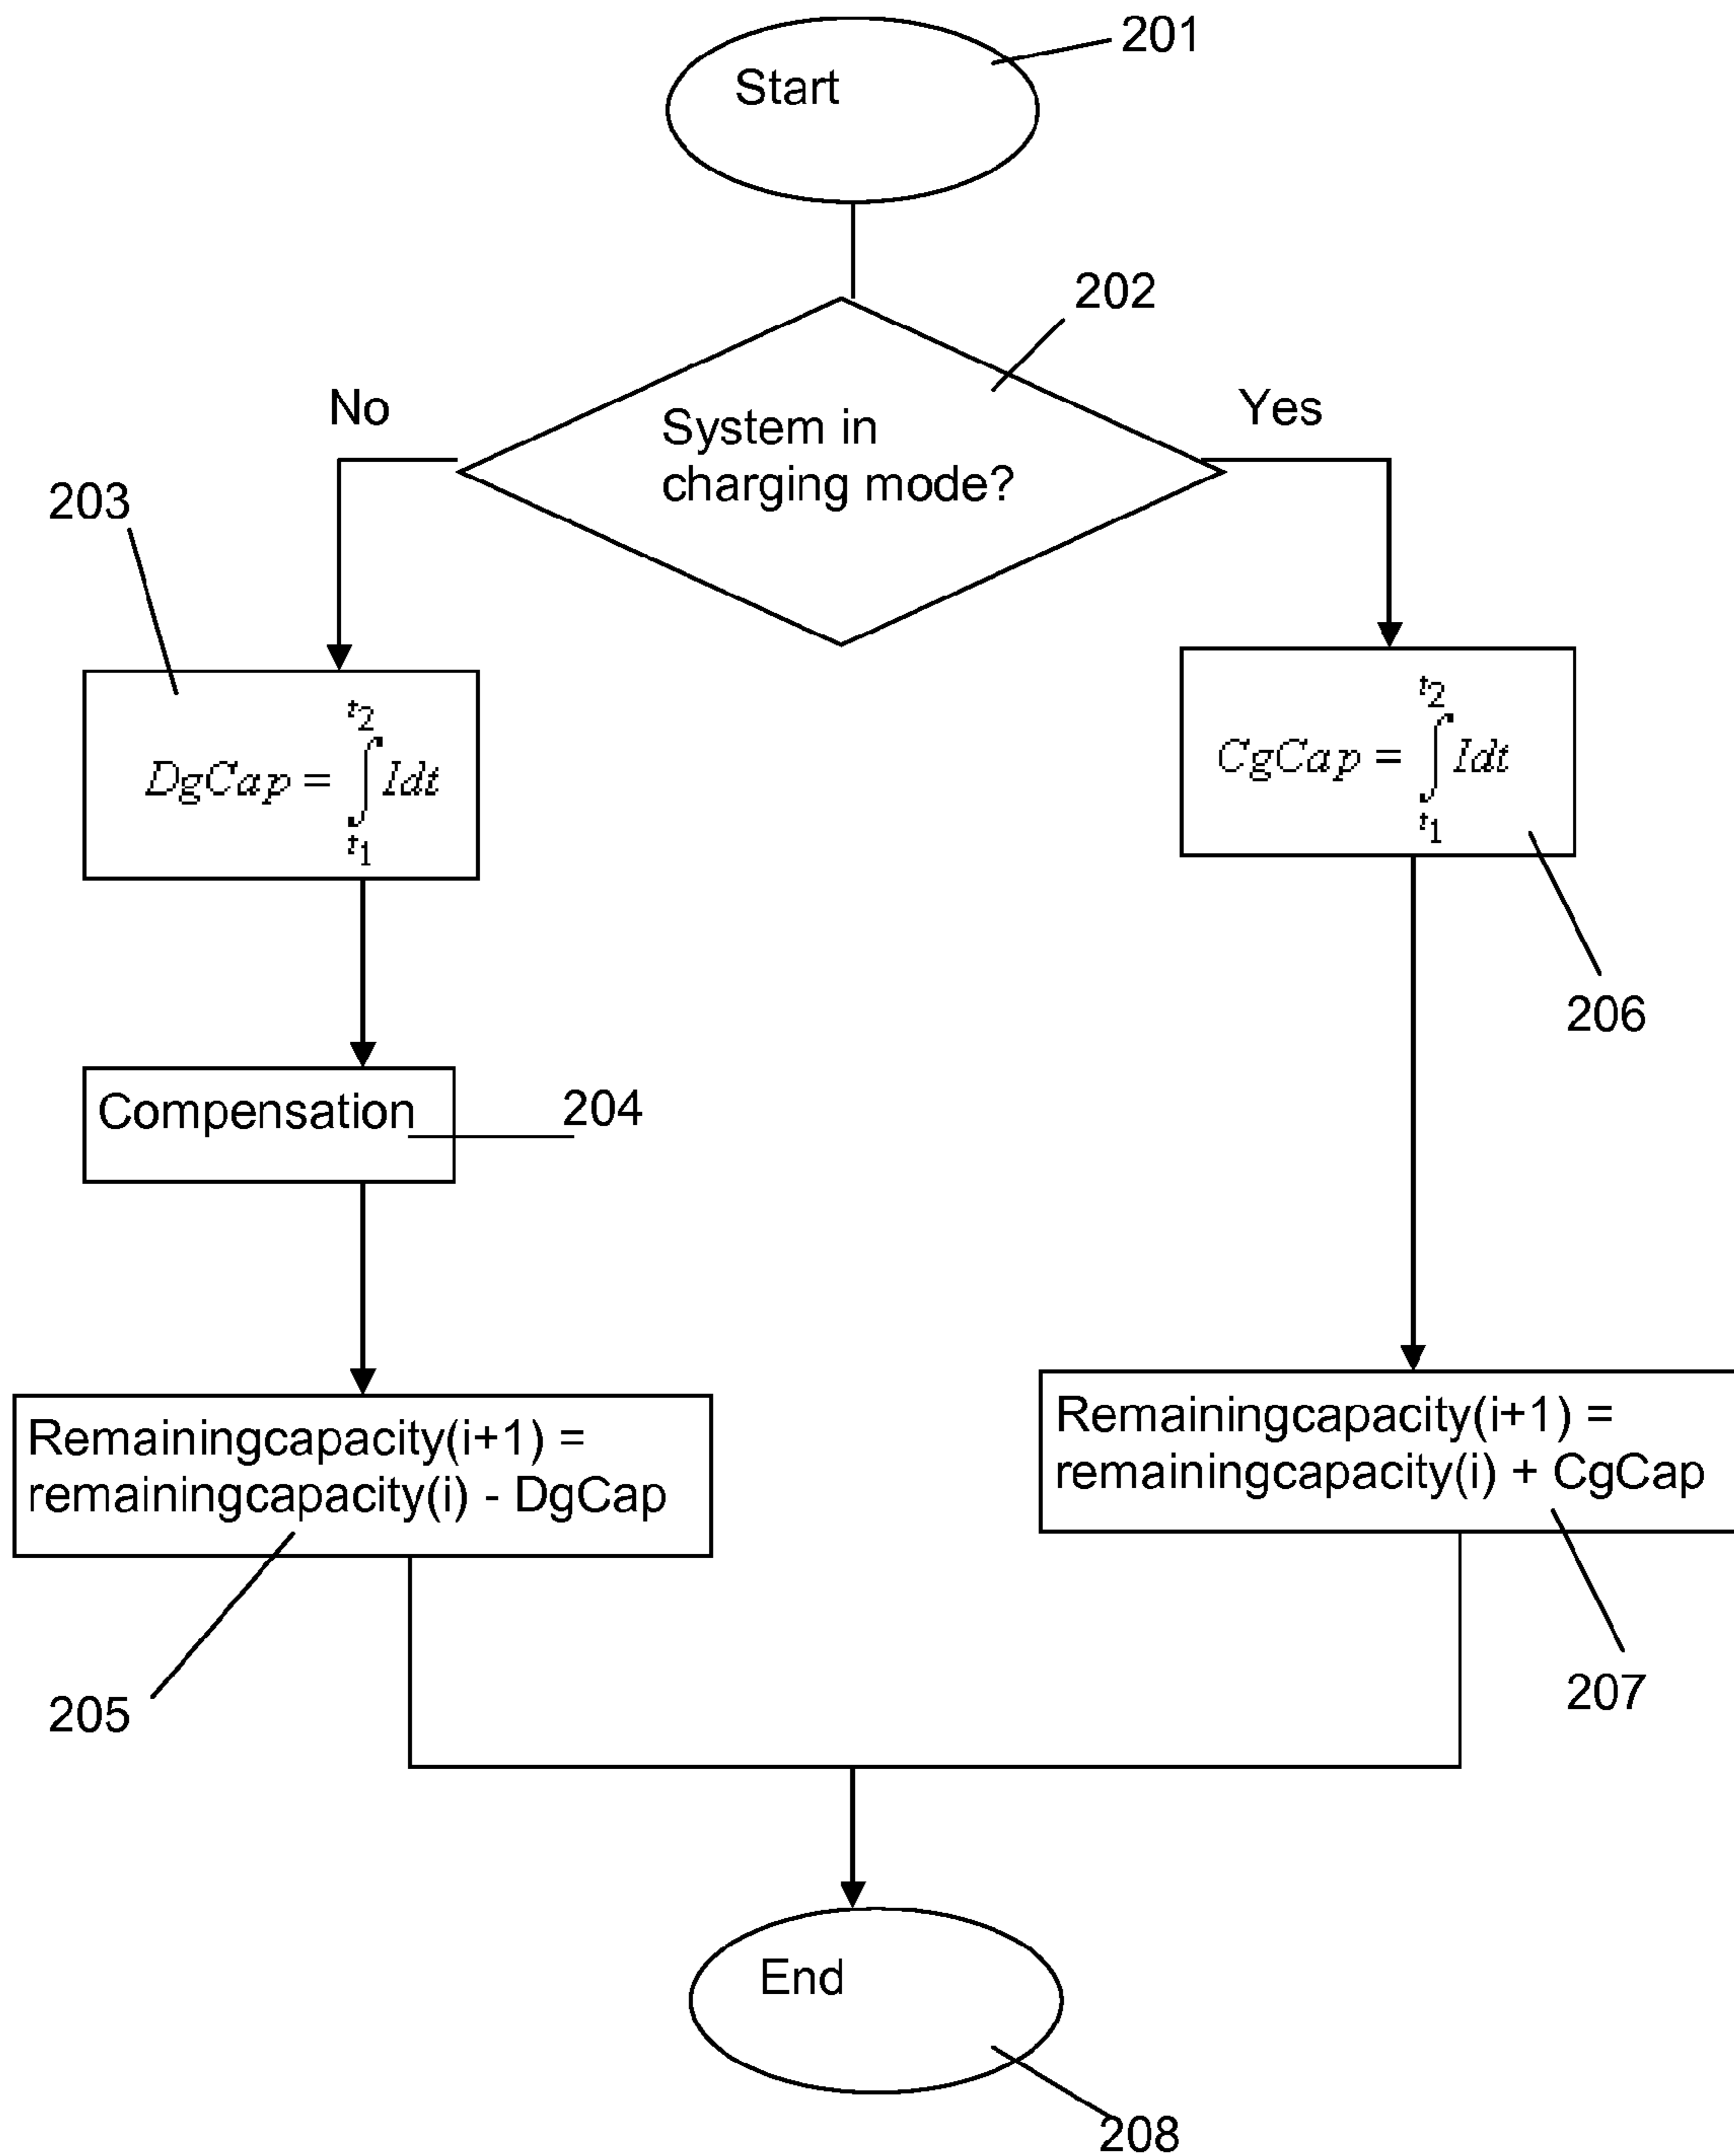 201
Start
202
No
Yes
System in
charging mode?
203
t2
DgCap = ∫Idt
t1
t2
CgCap = ∫Idt
t1
206
Compensation
204
Remainingcapacity(i+1) =
remainingcapacity(i) - DgCap
Remainingcapacity(i+1) =
remainingcapacity(i) + CgCap
205
207
End
208